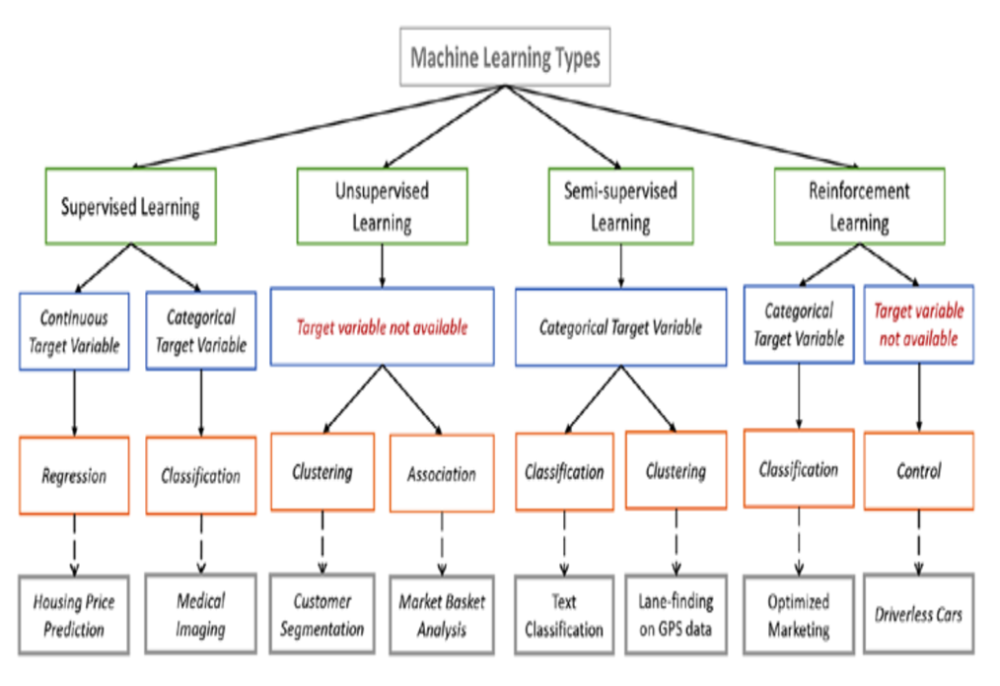 Machine Learning Types
Supervised Learning
Unsupervised
Learning
Semi-supervised
Learning
Reinforcement
Learning
Continuous
Target Variable
Categorical
Target Variable
Target variable not available
Categorical Target Variable
Categorical
Target Variable
Target variable
not available
Regression
Classification
Clustering
Association
Classification
Clustering
Classification
Control
Housing Price
Prediction
Medical
Imaging
Customer
Segmentation
Market Basket
Analysis
Text
Classification
Lane-finding
on GPS data
Optimized
Marketing
Driverless Cars